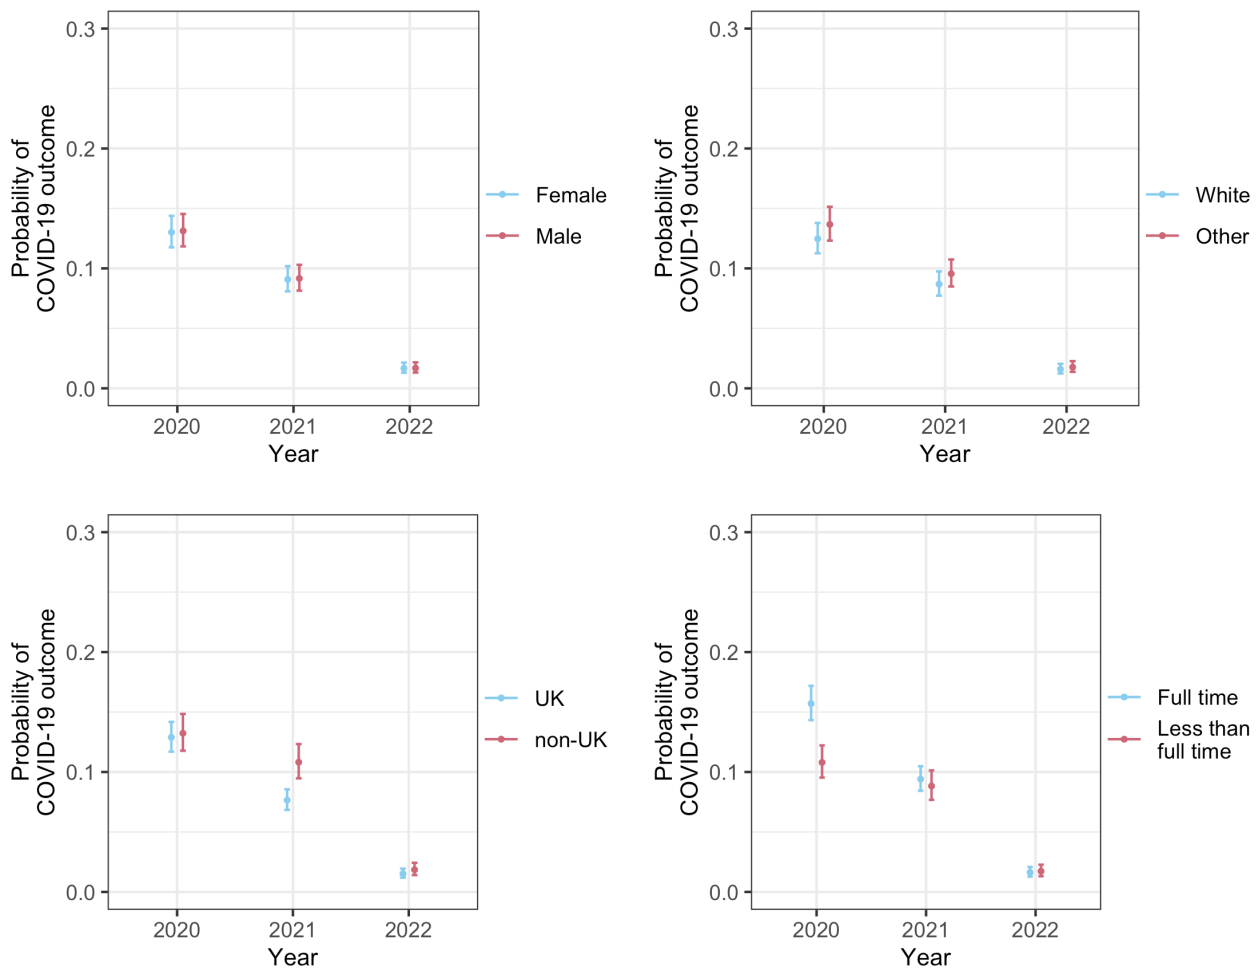 Probability of
COVID-19 outcome
0.3
0.2
0.1
0.0
2020
2021
2022
Year
Female
Male
Probability of
COVID-19 outcome
0.3
0.2
0.1
0.0
2020
2021
2022
Year
White
Other
Probability of
COVID-19 outcome
0.3
0.2
0.1
0.0
2020
2021
2022
Year
UK
non-UK
Probability of
COVID-19 outcome
0.3
0.2
0.1
0.0
2020
2021
2022
Year
Full time
Less than
full time